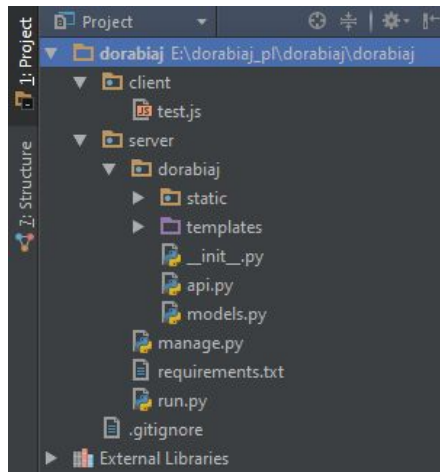 1: Project
7: Structure
Project
dorabiaj E:\dorabiaj_pl\dorabiaj\dorabiaj
client
JS test.js
server
dorabiaj
static
templates
__init__.py
api.py
models.py
manage.py
requirements.txt
run.py
.gitignore
External Libraries